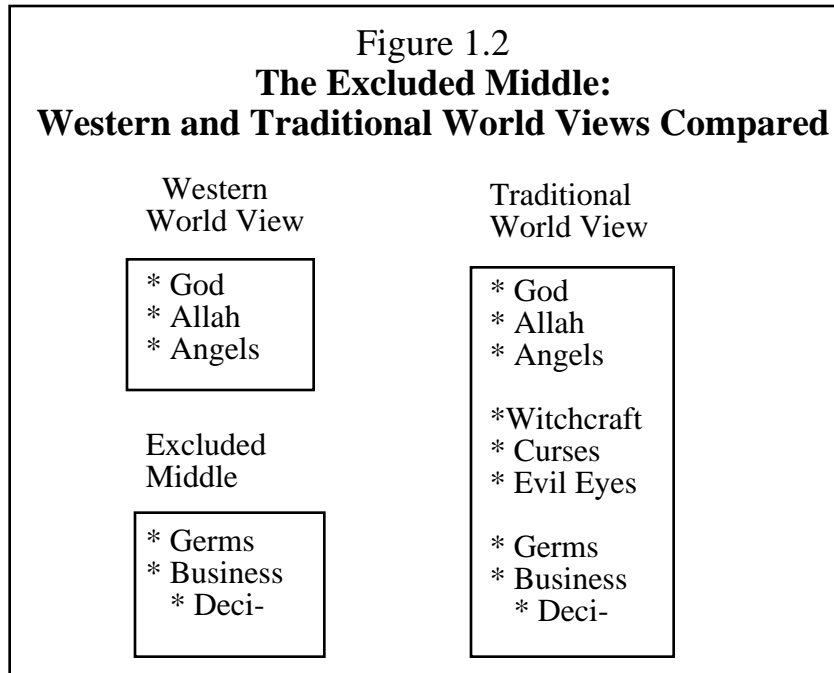 Figure 1.2
The Excluded Middle:
Western and Traditional World Views Compared
Western
World View
* God
* Allah
* Angels
Excluded
Middle
* Germs
* Business
* Deci-
Traditional
World View
* God
* Allah
* Angels
*Witchcraft
* Curses
* Evil Eyes
* Germs
* Business
* Deci-